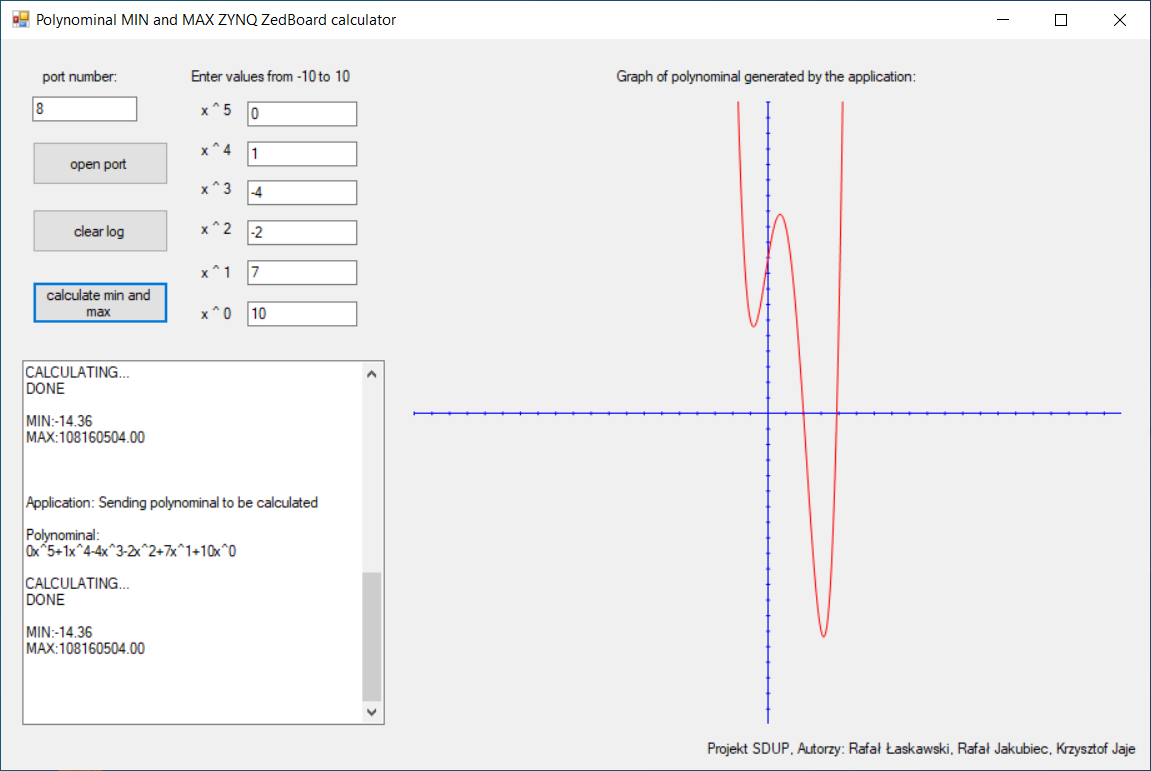 Polynominal MIN and MAX ZYNQ ZedBoard calculator
port number:
8
open port
clear log
calculate min and
max
Enter values from -10 to 10
x ^ 5 0
x ^ 4 1
x ^ 3 -4
x ^ 2 -2
x ^ 1 7
x ^ 0 10
Graph of polynominal generated by the application:
CALCULATING...
DONE
MIN:-14.36
MAX:108160504.00
Application: Sending polynominal to be calculated
Polynominal:
0x^5+1x^4-4x^3-2x^2+7x^1+10x^0
CALCULATING...
DONE
MIN:-14.36
MAX:108160504.00
Projekt SDUP, Autorzy: Rafał Łaskawski, Rafał Jakubiec, Krzysztof Jaje